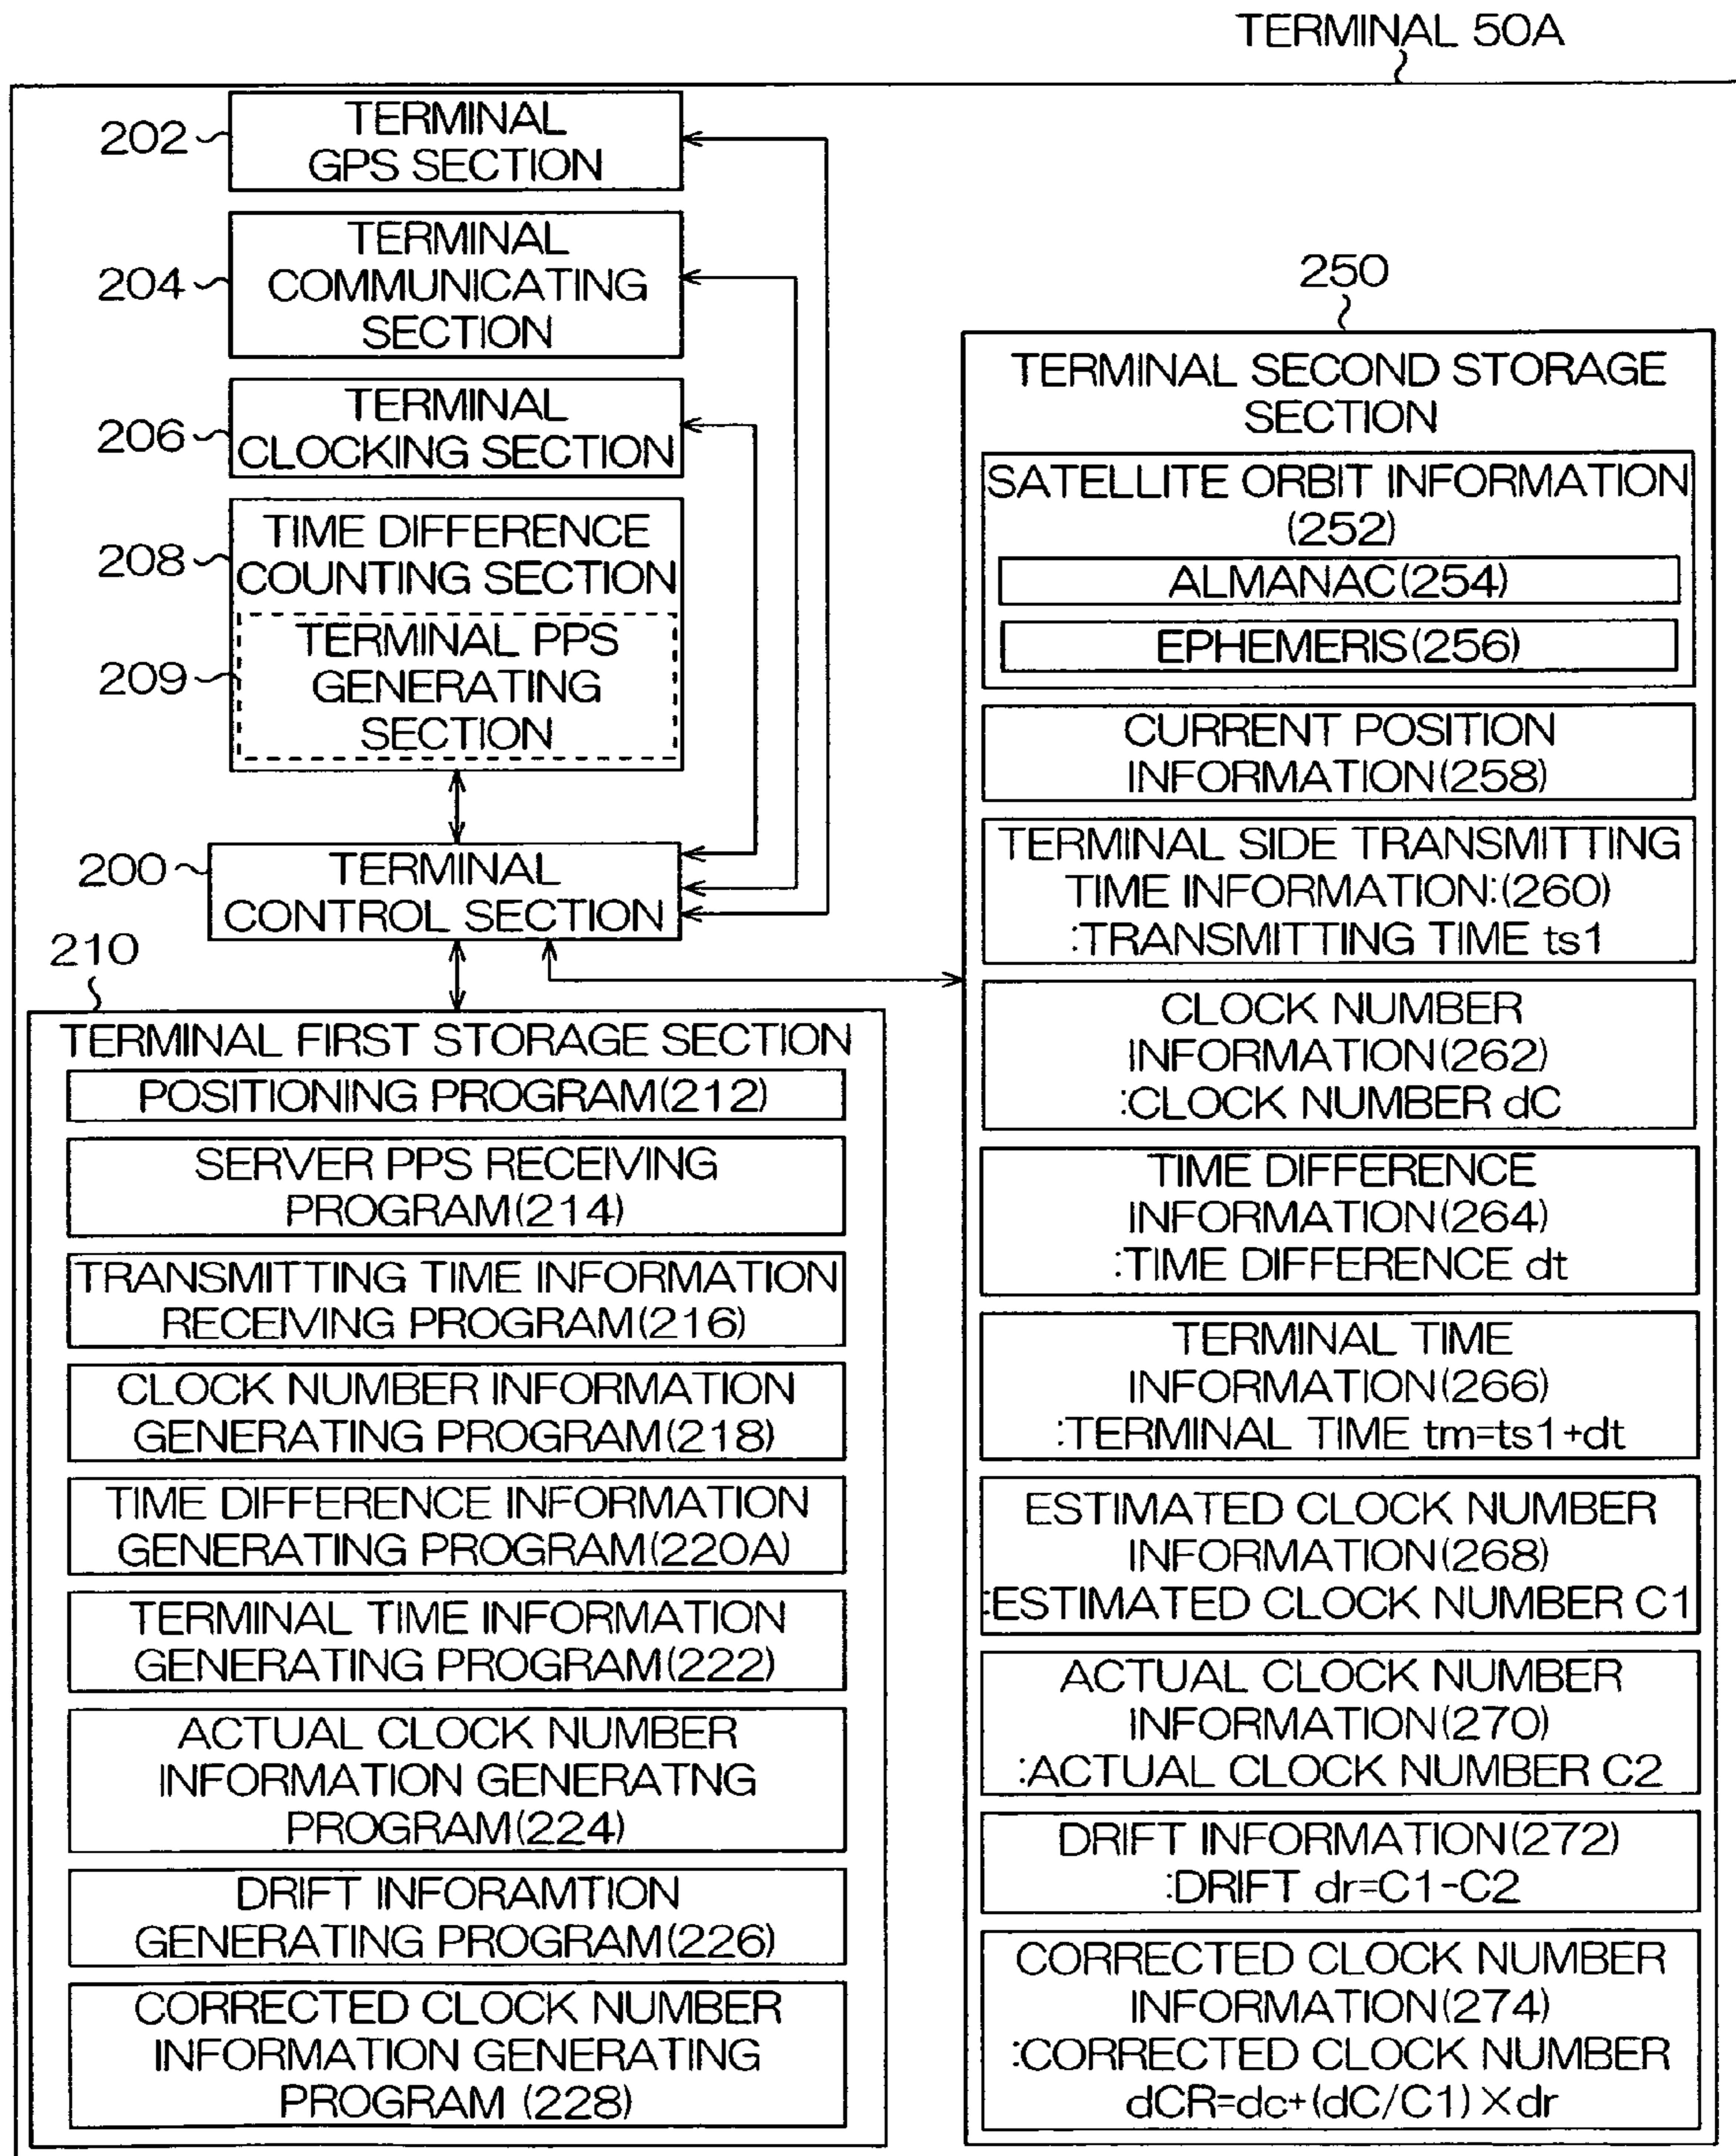 TERMINAL 50A
202
TERMINAL
GPS SECTION
204
TERMINAL
COMMUNICATING
SECTION
206
TERMINAL
CLOCKING SECTION
208
TIME DIFFERENCE
COUNTING SECTION
209
TERMINAL PPS
GENERATING
SECTION
200
TERMINAL
CONTROL SECTION
210
TERMINAL FIRST STORAGE SECTION
POSITIONING PROGRAM(212)
SERVER PPS RECEIVING
PROGRAM(214)
TRANSMITTING TIME INFORMATION
RECEIVING PROGRAM(216)
CLOCK NUMBER INFORMATION
GENERATING PROGRAM(218)
TIME DIFFERENCE INFORMATION
GENERATING PROGRAM(220A)
TERMINAL TIME INFORMATION
GENERATING PROGRAM(222)
ACTUAL CLOCK NUMBER
INFORMATION GENERATNG
PROGRAM(224)
DRIFT INFORAMTION
GENERATING PROGRAM(226)
CORRECTED CLOCK NUMBER
INFORMATION GENERATING
PROGRAM (228)
250
TERMINAL SECOND STORAGE
SECTION
SATELLITE ORBIT INFORMATION
(252)
ALMANAC(254)
EPHEMERIS(256)
CURRENT POSITION
INFORMATION(258)
TERMINAL SIDE TRANSMITTING
TIME INFORMATION:(260)
:TRANSMITTING TIME ts1
CLOCK NUMBER
INFORMATION(262)
:CLOCK NUMBER dC
TIME DIFFERENCE
INFORMATION(264)
:TIME DIFFERENCE dt
TERMINAL TIME
INFORMATION(266)
:TERMINAL TIME tm=ts1+dt
ESTIMATED CLOCK NUMBER
INFORMATION(268)
:ESTIMATED CLOCK NUMBER C1
ACTUAL CLOCK NUMBER
INFORMATION(270)
:ACTUAL CLOCK NUMBER C2
DRIFT INFORMATION(272)
:DRIFT dr=C1-C2
CORRECTED CLOCK NUMBER
INFORMATION(274)
:CORRECTED CLOCK NUMBER
dCR=dc+(dC/C1)×dr